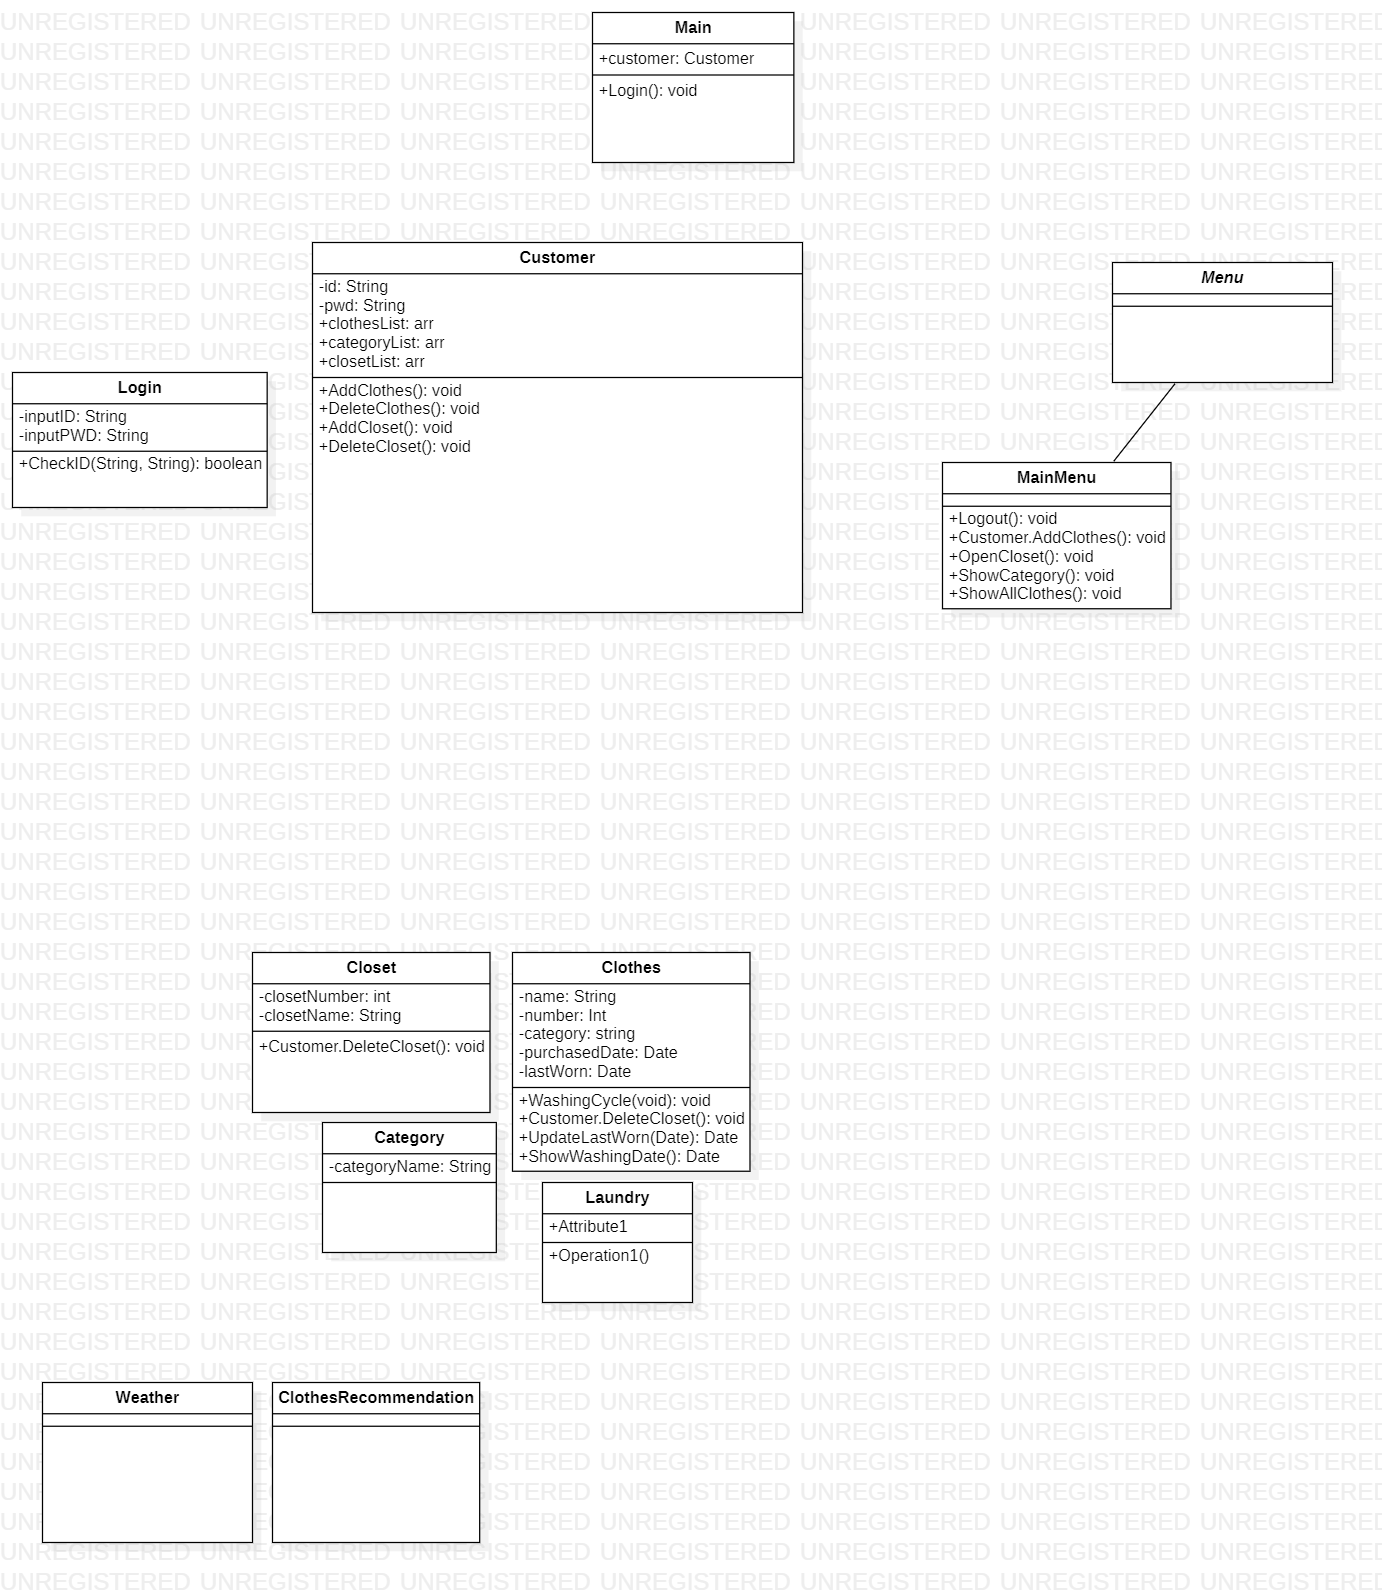 Main
+customer: Customer
+Login(): void
Customer
-id: String
-pwd: String
+clothesList: arr
+categoryList: arr
+closetList: arr
+AddClothes(): void
+DeleteClothes(): void
+AddCloset(): void
+DeleteCloset(): void
Menu
Login
-inputID: String
-inputPWD: String
+CheckID(String, String): boolean
MainMenu
+Logout(): void
+Customer.AddClothes(): void
+OpenCloset(): void
+ShowCategory(): void
+ShowAllClothes(): void
Closet
-closetNumber: int
-closetName: String
+Customer.DeleteCloset(): void
Clothes
-name: String
-number: Int
-category: string
-purchasedDate: Date
-lastWorn: Date
+WashingCycle(void): void
+Customer.DeleteCloset(): void
+UpdateLastWorn(Date): Date
+ShowWashingDate(): Date
Category
-categoryName: String
Laundry
+Attribute1
+Operation1()
Weather
ClothesRecommendation
UNREGISTERED